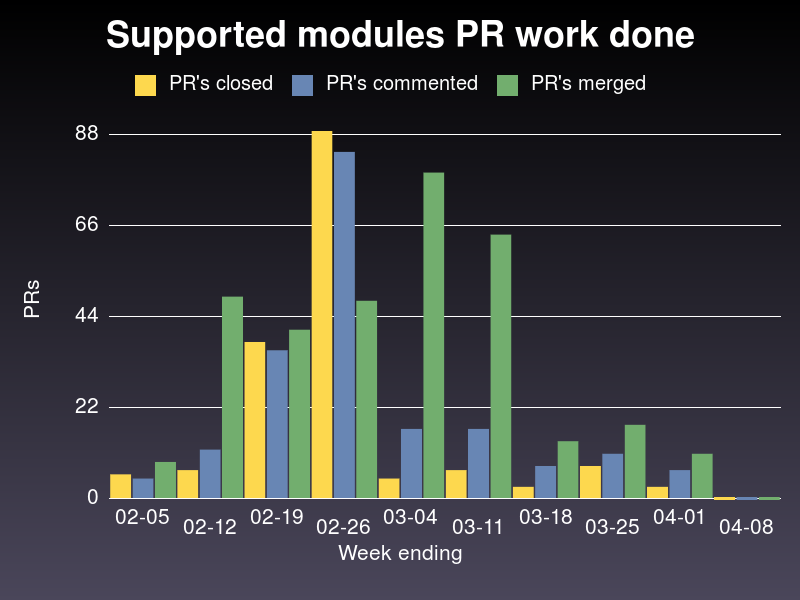 Supported modules PR work done
PR's closed PR's commented PR's merged
88
66
44
22
0
PRs
02-05 02-12 02-19 02-26 03-04 03-11 03-18 03-25 04-01 04-08
Week ending